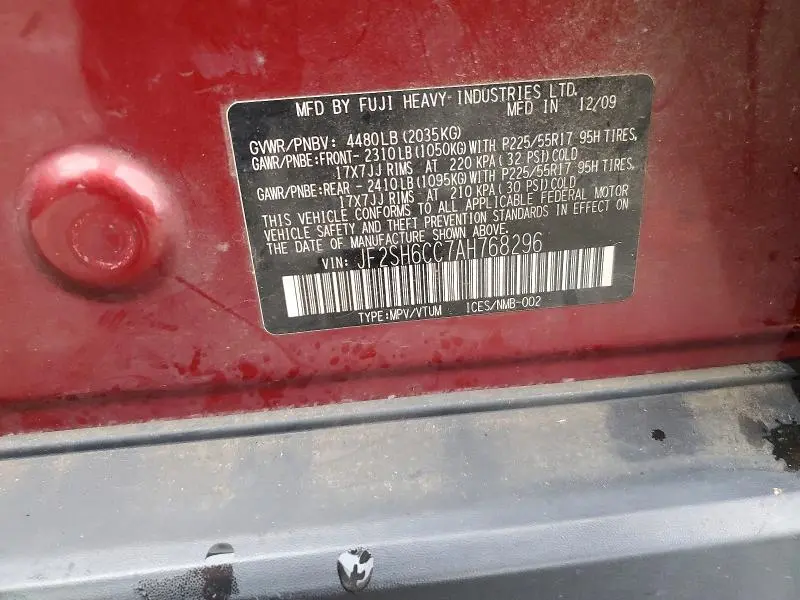 MFD BY FUJI HEAVY INDUSTRIES LTD.
MFD IN 12/09
GVWR/PNBV: 4480LB (2035KG)
GAWR/PNBE:FRONT- 2310LB (1050KG)WITH P225/55R17 95H TIRES,
17X7JJ RIMS AT 220 KPA ( 32 PSI) COLD
GAWR/PNBE:REAR - 2410LB (1095KG)WITH P225/55R17 95H TIRES,
17X7JJ RIMS AT 210 KPA ( 30 PSI) COLD
THIS VEHICLE CONFORMS TO ALL APPLICABLE FEDERAL MOTOR
VEHICLE SAFETY AND THEFT PREVENTION STANDARDS IN EFFECT ON
THE DATE OF MANUFACTURE SHOWN ABOVE.
VIN: JF2SH6CC7AH768296
TYPE:MPV/VTUM ICES/NMB-002